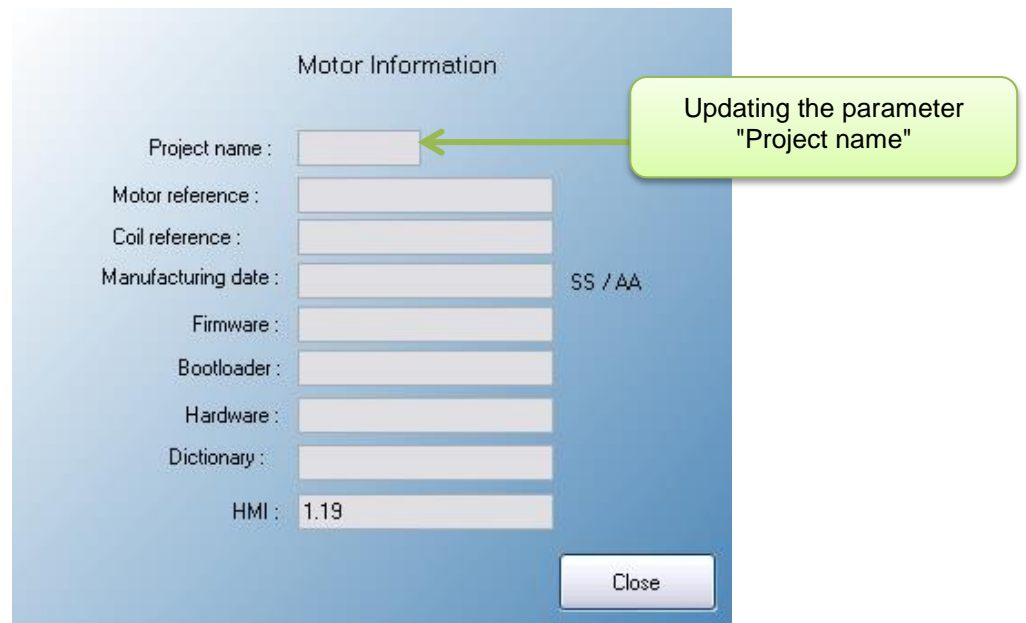 Motor Information
Updating the parameter
"Project name"
Project name :
Motor reference :
Coil reference :
Manufacturing date :
SS / AA
Firmware :
Bootloader :
Hardware :
Dictionary :
HMI :
1.19
Close